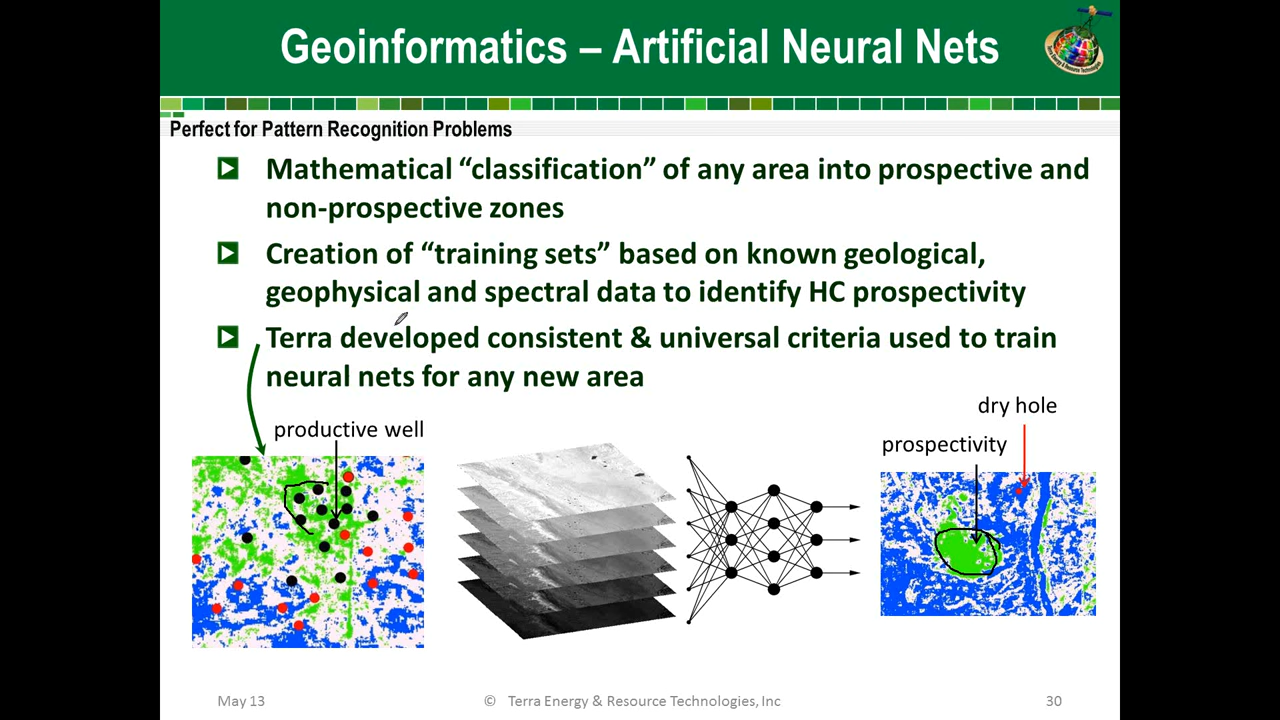 Geoinformatics – Artificial Neural Nets
Perfect for Pattern Recognition Problems
Mathematical “classification” of any area into prospective and
non-prospective zones
Creation of “training sets” based on known geological,
geophysical and spectral data to identify HC prospectivity
Terra developed consistent & universal criteria used to train
neural nets for any new area
productive well
dry hole
prospectivity
May 13
© Terra Energy & Resource Technologies, Inc
30